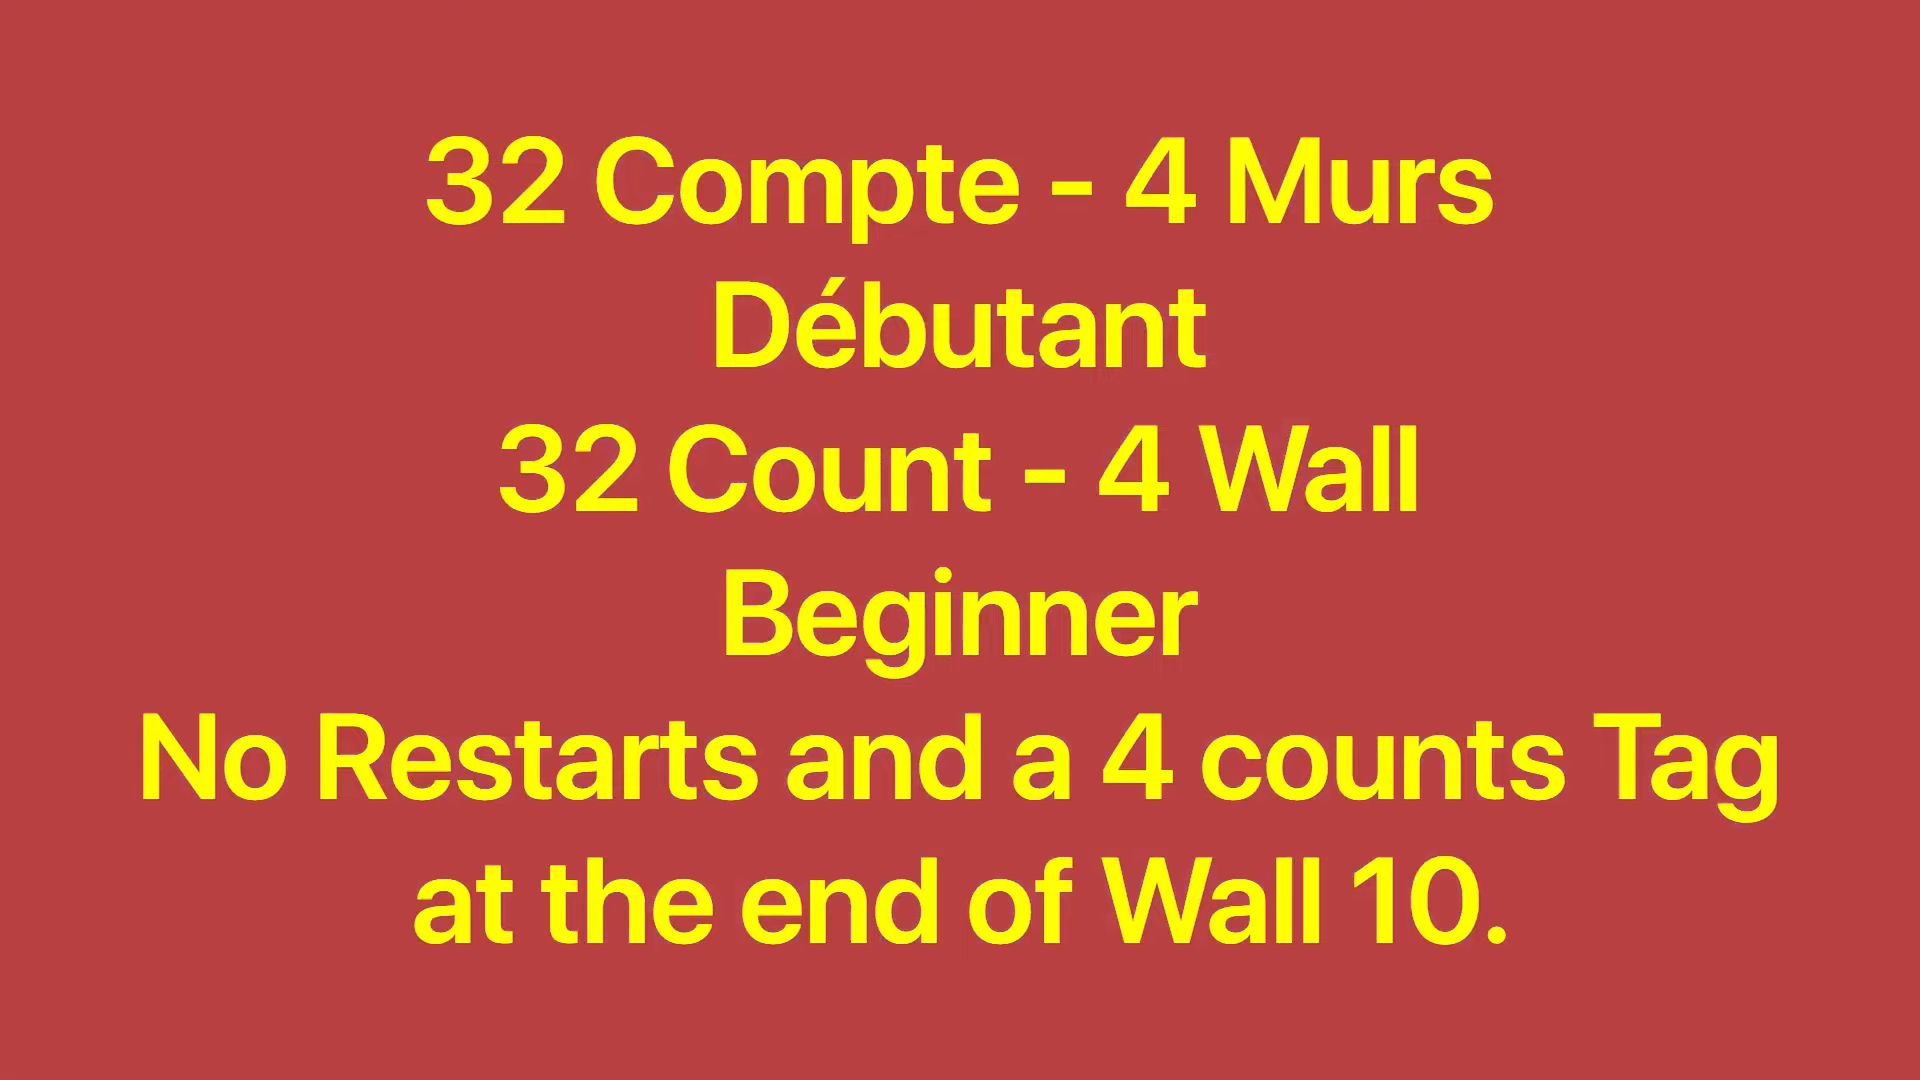 32 Compte - 4 Murs
Débutant
32 Count - 4 Wall
Beginner
No Restarts and a 4 counts Tag
at the end of Wall 10.